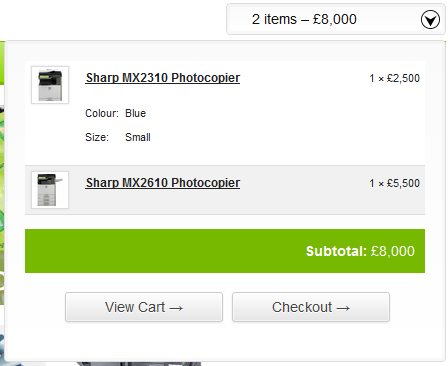 2 items – £8,000
Sharp MX2310 Photocopier 1 × £2,500
Colour: Blue
Size: Small
Sharp MX2610 Photocopier 1 × £5,500
Subtotal: £8,000
View Cart → Checkout →